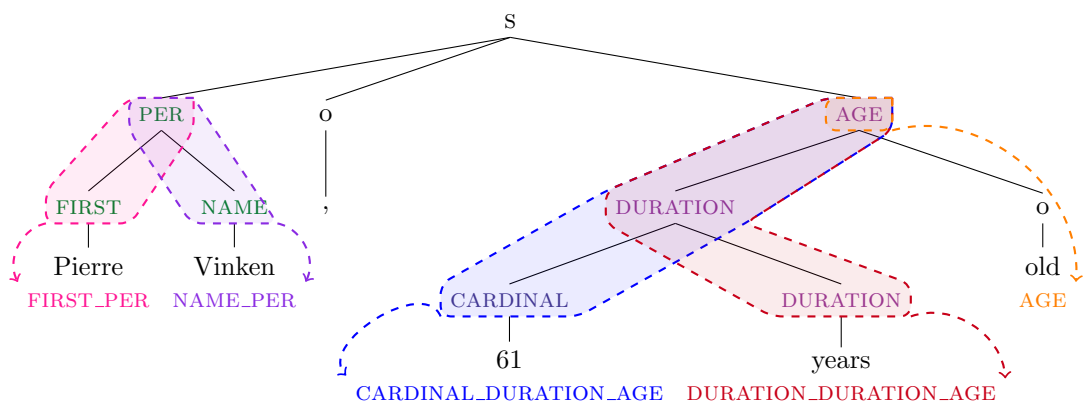 S
PER O AGE
FIRST NAME , DURATION O
Pierre Vinken CARDINAL DURATION old
FIRST_PER NAME_PER AGE
61 years
CARDINAL_DURATION_AGE DURATION_DURATION_AGE